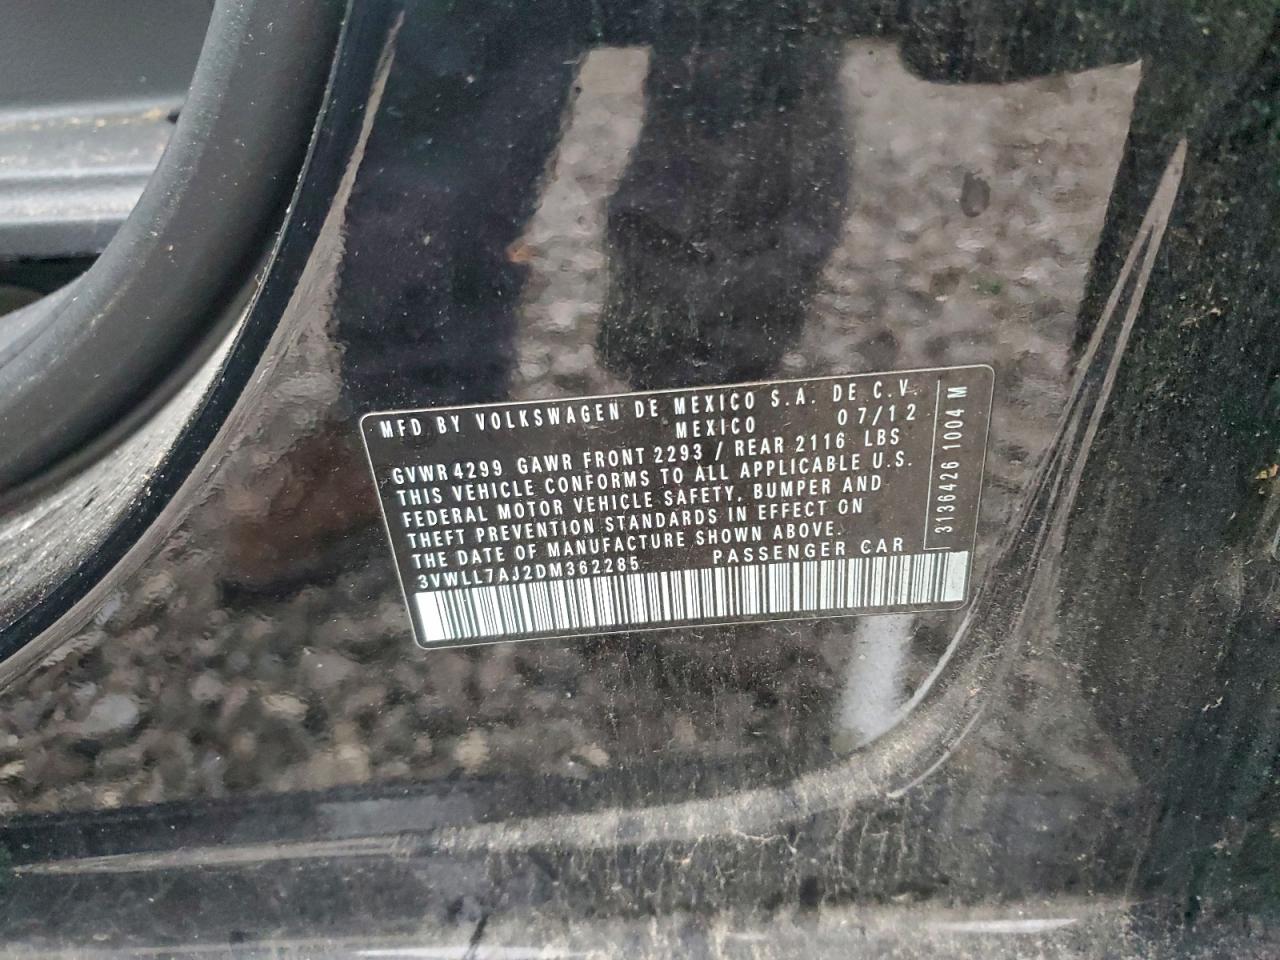 MFD BY VOLKSWAGEN DE MEXICO S.A. DE C.V.
MEXICO 07/12
GVWR 4299 GAWR FRONT 2293 / REAR 2116 LBS
THIS VEHICLE CONFORMS TO ALL APPLICABLE U.S.
FEDERAL MOTOR VEHICLE SAFETY, BUMPER AND
THEFT PREVENTION STANDARDS IN EFFECT ON
THE DATE OF MANUFACTURE SHOWN ABOVE.
3VWLL7AJ2DM362285 PASSENGER CAR
3136426 1004 M